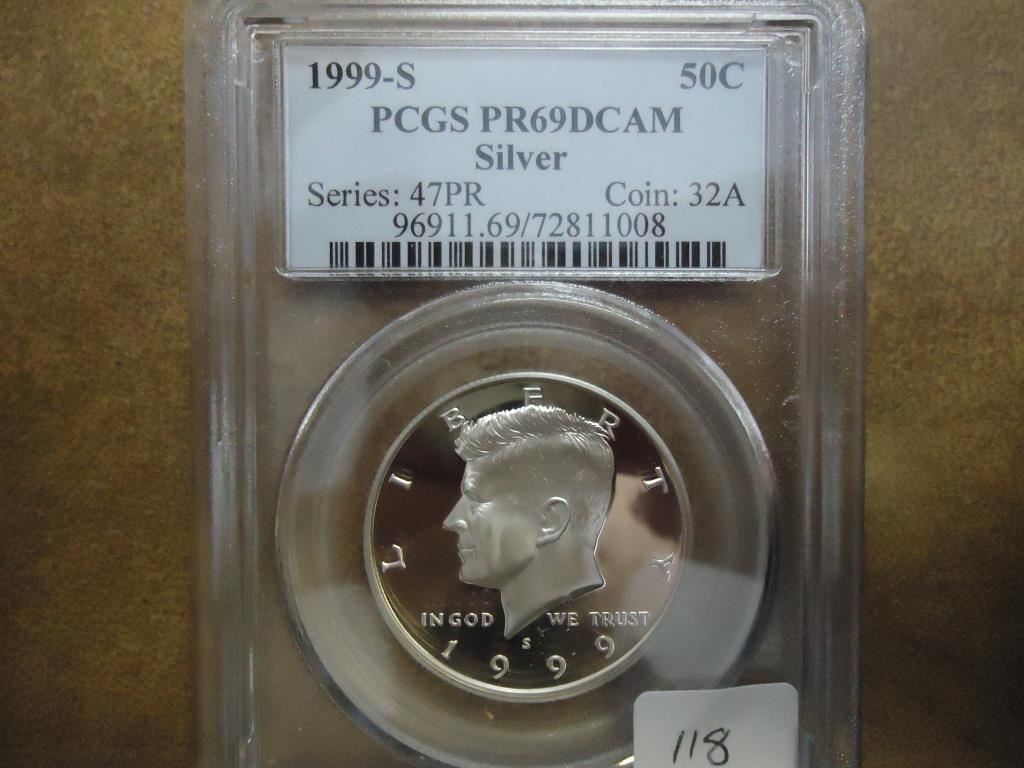 1999-S 50C
PCGS PR69DCAM
Silver
Series: 47PR Coin: 32A
96911.69/72811008
LIBERTY
IN GOD WE TRUST
S
1999
118